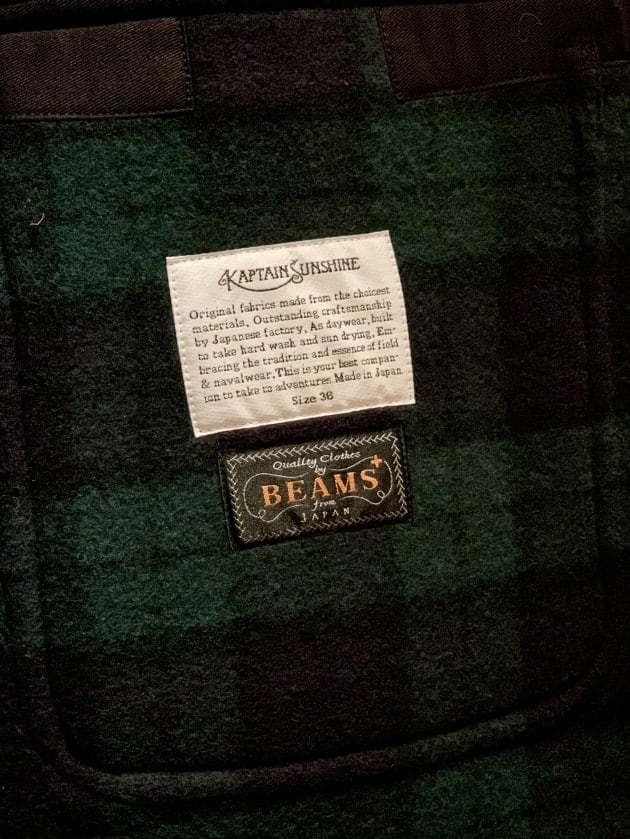 KAPTAIN SUNSHINE
Original fabrics made from the choicest
materials. Outstanding craftsmanship
by Japanese factory, As daywear, built
to take hard wash and sun drying, Em-
bracing the tradition and essence of field
& navalwear. This is your best compan-
ion to take to adventures. Made in Japan.
Size 36
Quality Clothes
by
BEAMS+
from
JAPAN